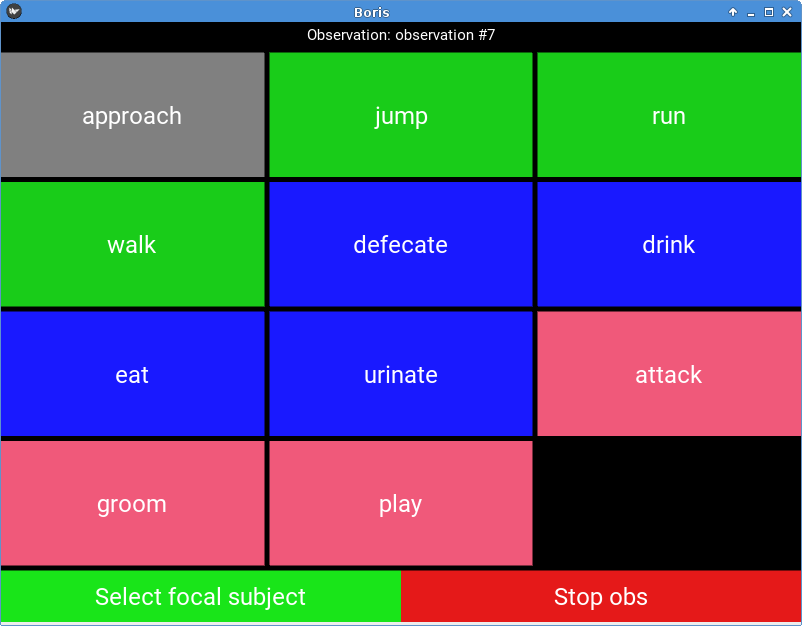 Boris
Observation: observation #7
approach jump run
walk defecate drink
eat urinate attack
groom play
Select focal subject Stop obs